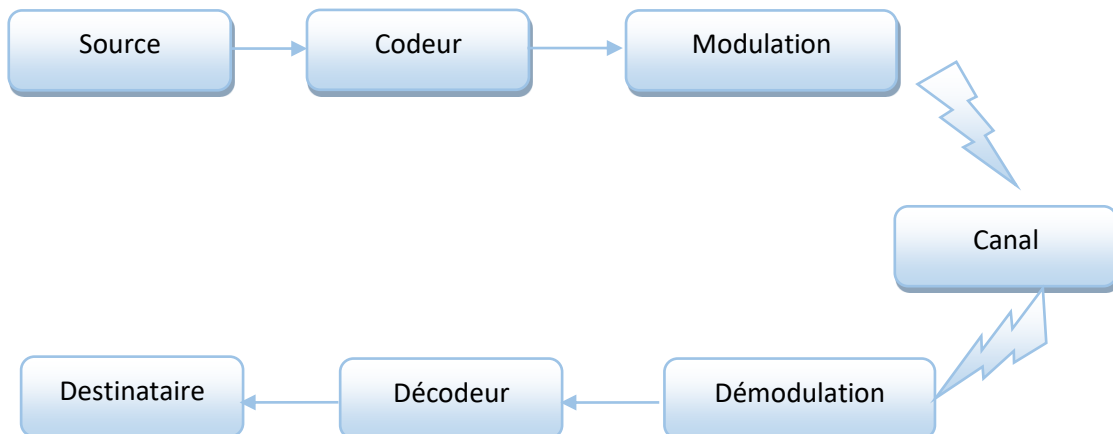 Source
Codeur
Modulation
Canal
Destinataire
Décodeur
Démodulation